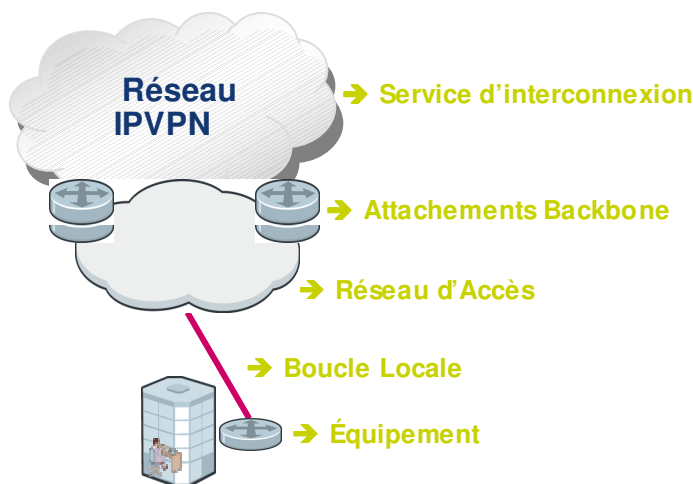 Réseau
IPVPN
➔ Service d'interconnexion
➔ Attachements Backbone
➔ Réseau d'Accès
➔ Boucle Locale
➔ Équipement